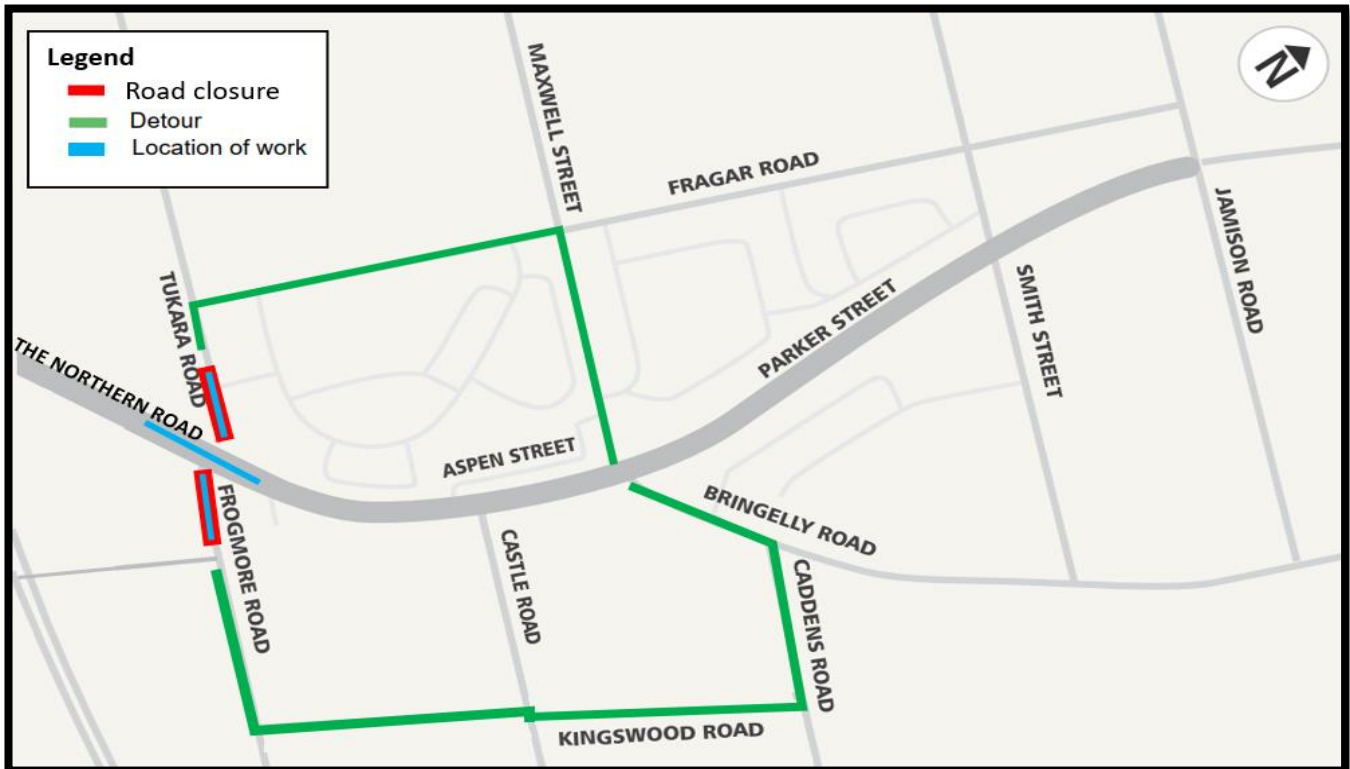 Legend
Road closure
Detour
Location of work
N
MAXWELL STREET
FRAGAR ROAD
TUKARA ROAD
JAMISON ROAD
SMITH STREET
PARKER STREET
THE NORTHERN ROAD
ASPEN STREET
BRINGELLY ROAD
FROGMORE ROAD
CASTLE ROAD
CADDENS ROAD
KINGSWOOD ROAD